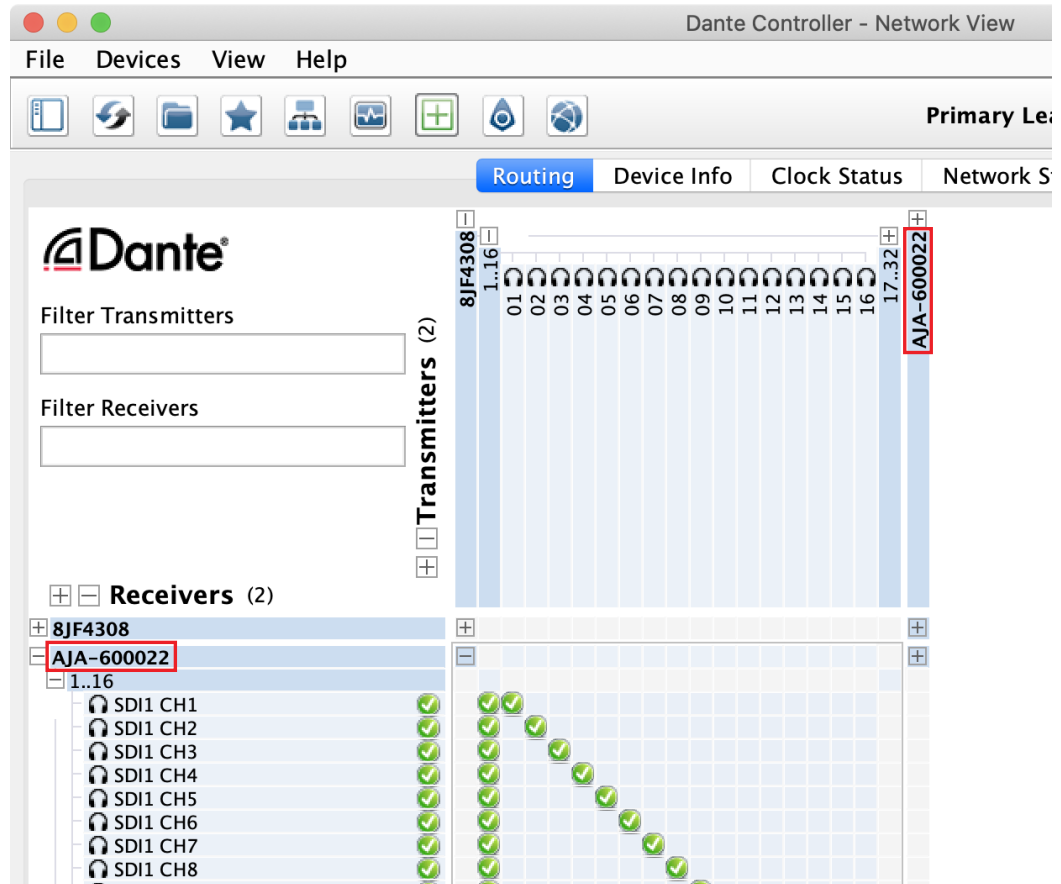 Dante Controller - Network View
File Devices View Help
Primary Lea
Routing Device Info Clock Status Network S
Dante®
Filter Transmitters
Filter Receivers
Transmitters (2)
8JF4308
1..16
01 02 03 04 05 06 07 08 09 10 11 12 13 14 15 16
17..32
AJA-600022
Receivers (2)
8JF4308
AJA-600022
1..16
SDI1 CH1
SDI1 CH2
SDI1 CH3
SDI1 CH4
SDI1 CH5
SDI1 CH6
SDI1 CH7
SDI1 CH8